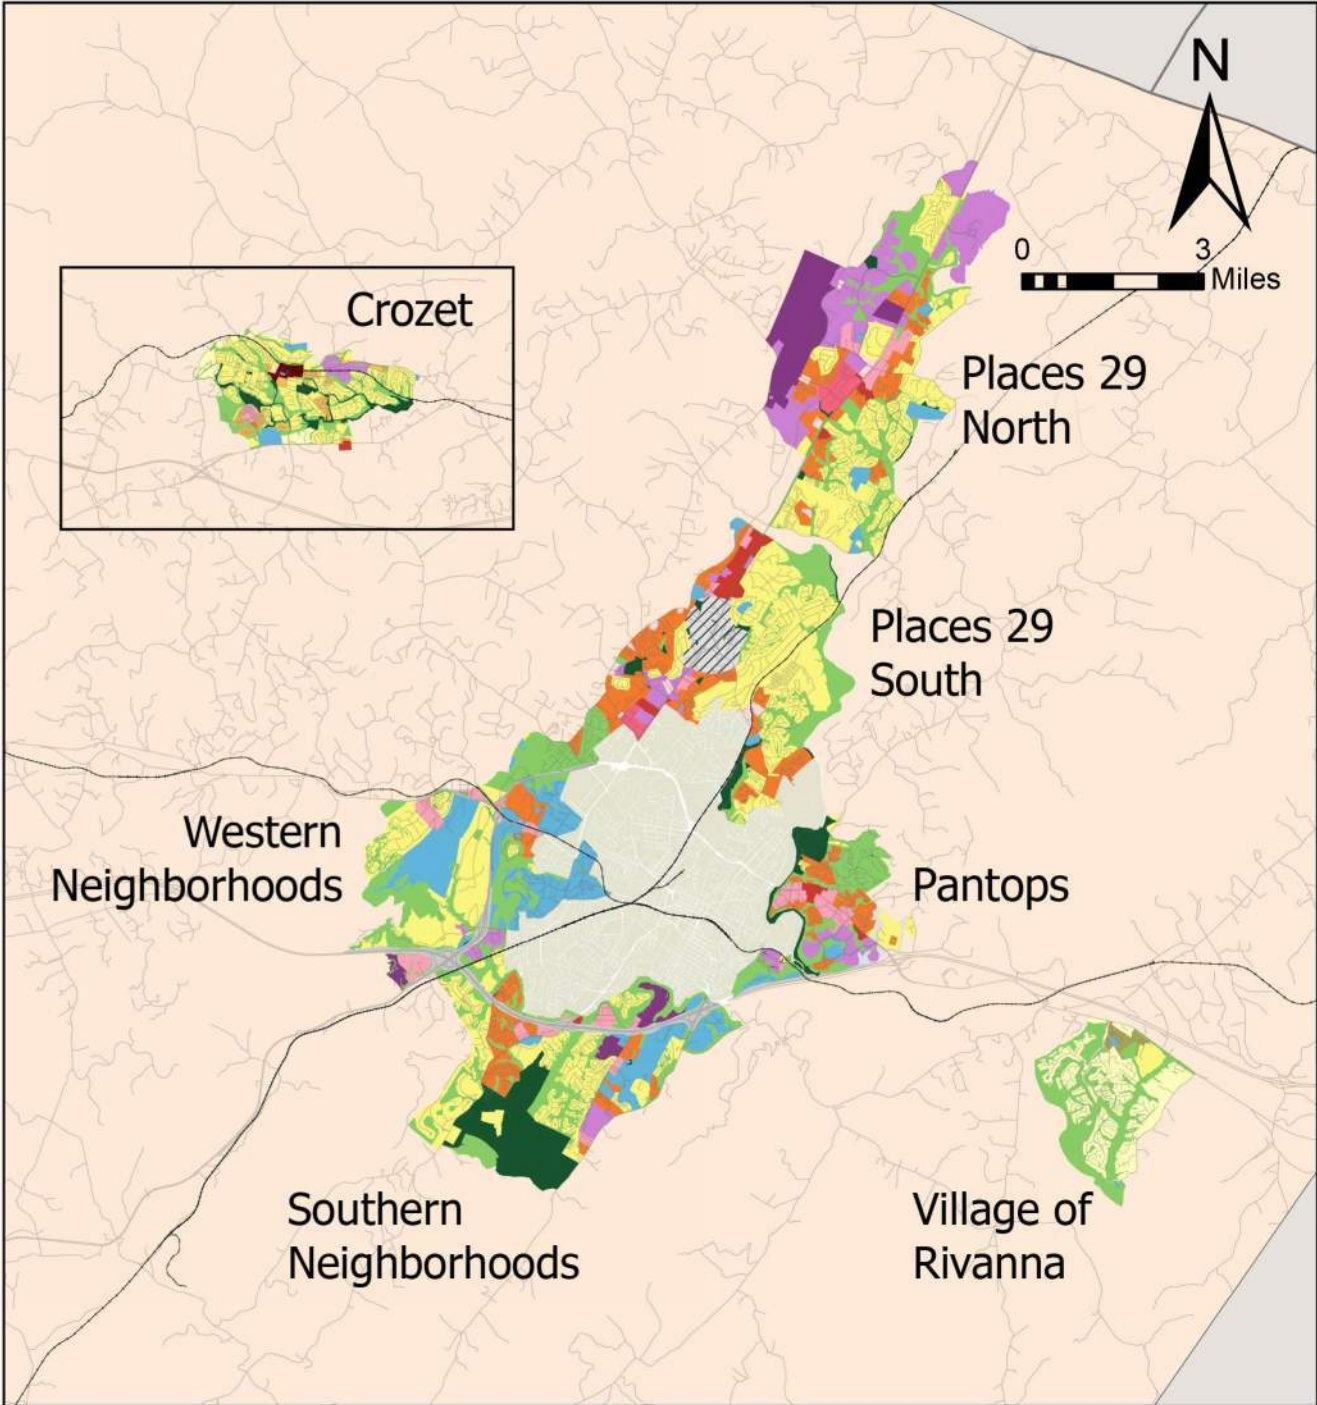 N
0 3
Miles
Crozet
Places 29
North
Places 29
South
Western
Neighborhoods
Pantops
Southern
Neighborhoods
Village of
Rivanna